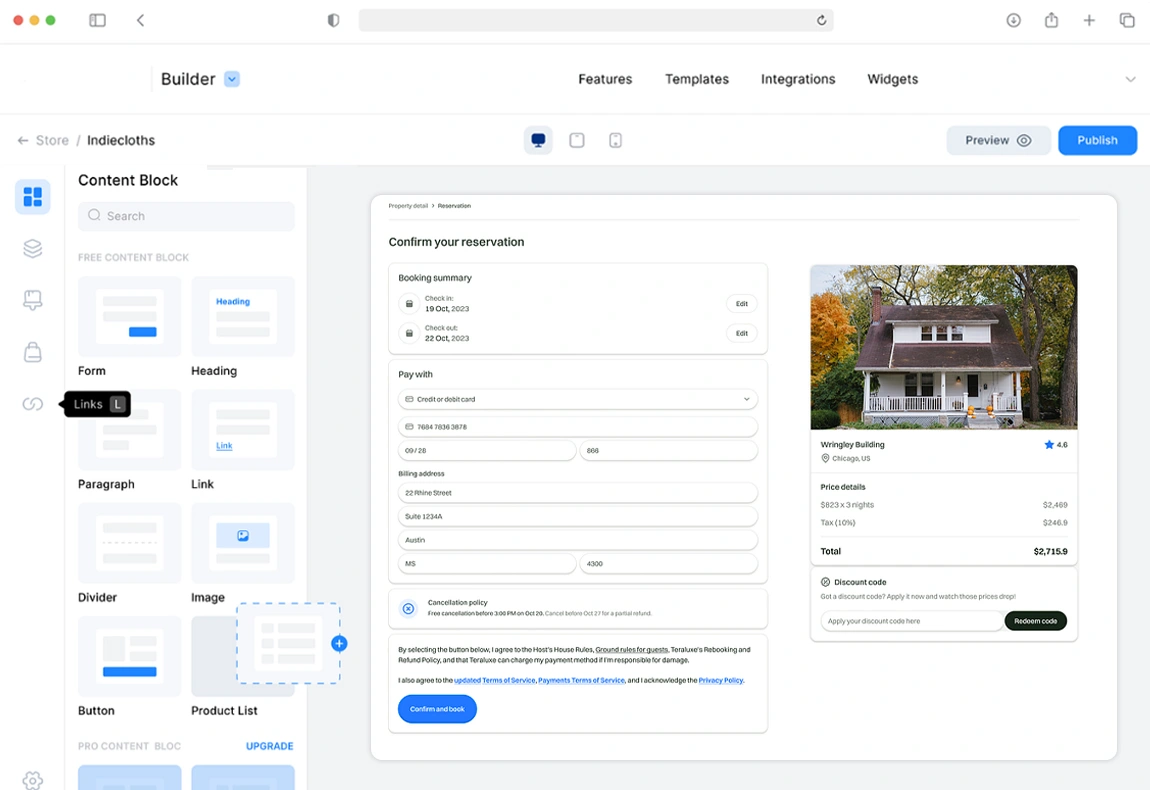 Builder
Features
Templates
Integrations
Widgets
Store / Indiecloths
Preview
Publish
Content Block
Search
FREE CONTENT BLOCK
Heading
Form
Heading
Links L
Link
Paragraph
Link
Divider
Image
Button
Product List
PRO CONTENT BLOC
UPGRADE
Property detail > Reservation
Confirm your reservation
Booking summary
Check in:
19 Oct, 2023
Edit
Check out:
22 Oct, 2023
Edit
Pay with
Credit or debit card
7684 7836 3878
09 / 28
866
Billing address
22 Rhine Street
Suite 1234A
Austin
MS
4300
Cancellation policy
Free cancellation before 3:00 PM on Oct 20. Cancel before Oct 27 for a partial refund.
By selecting the button below, I agree to the Host's House Rules, Ground rules for guests, Teraluxe's Rebooking and
Refund Policy, and that Teraluxe can charge my payment method if I'm responsible for damage.
I also agree to the updated Terms of Service, Payments Terms of Service, and I acknowledge the Privacy Policy.
Confirm and book
Wringley Building
4.6
Chicago, US
Price details
$823 x 3 nights
$2,469
Tax (10%)
$246.9
Total
$2,715.9
Discount code
Got a discount code? Apply it now and watch those prices drop!
Apply your discount code here
Redeem code